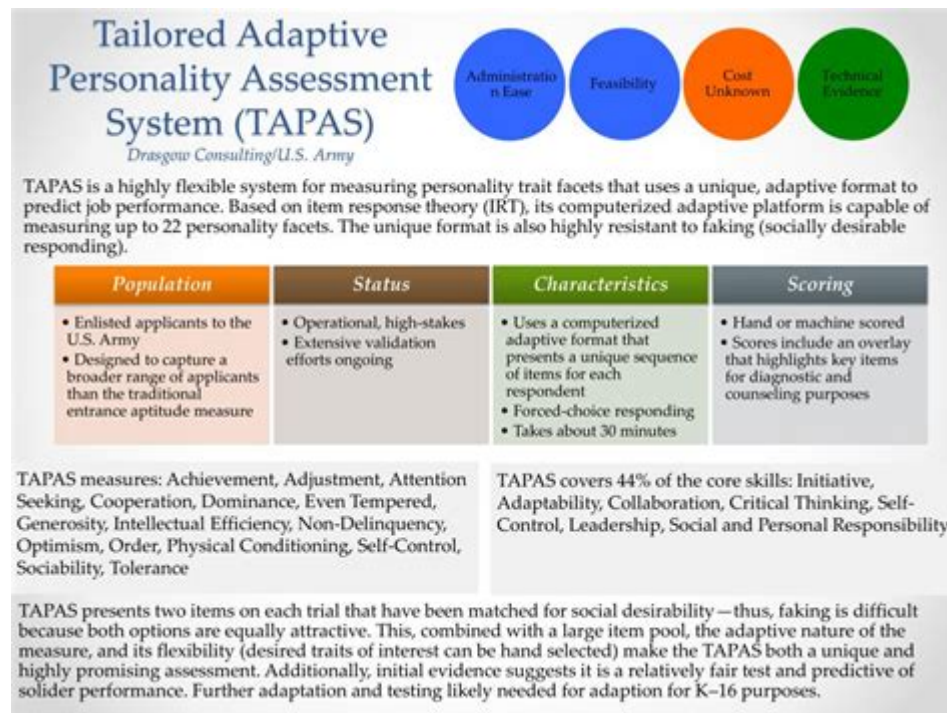 Tailored Adaptive
Personality Assessment
System (TAPAS)
Drasgow Consulting/U.S. Army
Administratio
n Ease
Feasibility
Cost
Unknown
Technical
Evidence
TAPAS is a highly flexible system for measuring personality trait facets that uses a unique, adaptive format to
predict job performance. Based on item response theory (IRT), its computerized adaptive platform is capable of
measuring up to 22 personality facets. The unique format is also highly resistant to faking (socially desirable
responding).
Population
• Enlisted applicants to the
U.S. Army
• Designed to capture a
broader range of applicants
than the traditional
entrance aptitude measure
Status
• Operational, high-stakes
• Extensive validation
efforts ongoing
Characteristics
• Uses a computerized
adaptive format that
presents a unique sequence
of items for each
respondent
• Forced-choice responding
• Takes about 30 minutes
Scoring
• Hand or machine scored
• Scores include an overlay
that highlights key items
for diagnostic and
counseling purposes
TAPAS measures: Achievement, Adjustment, Attention
Seeking, Cooperation, Dominance, Even Tempered,
Generosity, Intellectual Efficiency, Non-Delinquency,
Optimism, Order, Physical Conditioning, Self-Control,
Sociability, Tolerance
TAPAS covers 44% of the core skills: Initiative,
Adaptability, Collaboration, Critical Thinking, Self-
Control, Leadership, Social and Personal Responsibility
TAPAS presents two items on each trial that have been matched for social desirability—thus, faking is difficult
because both options are equally attractive. This, combined with a large item pool, the adaptive nature of the
measure, and its flexibility (desired traits of interest can be hand selected) make the TAPAS both a unique and
highly promising assessment. Additionally, initial evidence suggests it is a relatively fair test and predictive of
solider performance. Further adaptation and testing likely needed for adaption for K–16 purposes.